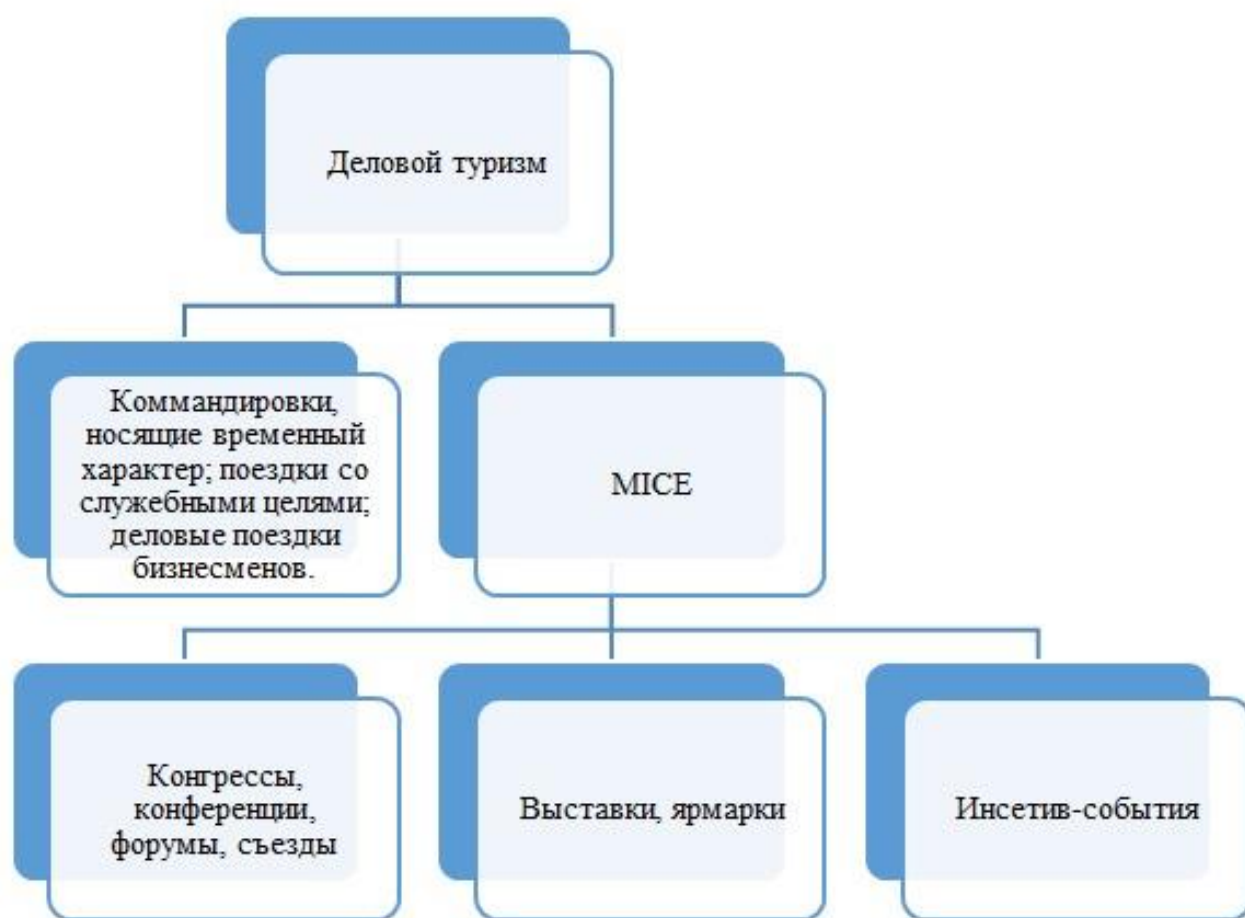 Деловой туризм
Коммандировки,
носящие временный
характер; поездки со
служебными целями;
деловые поездки
бизнесменов.
MICE
Конгрессы,
конференции,
форумы, съезды
Выставки, ярмарки
Инсетив-события